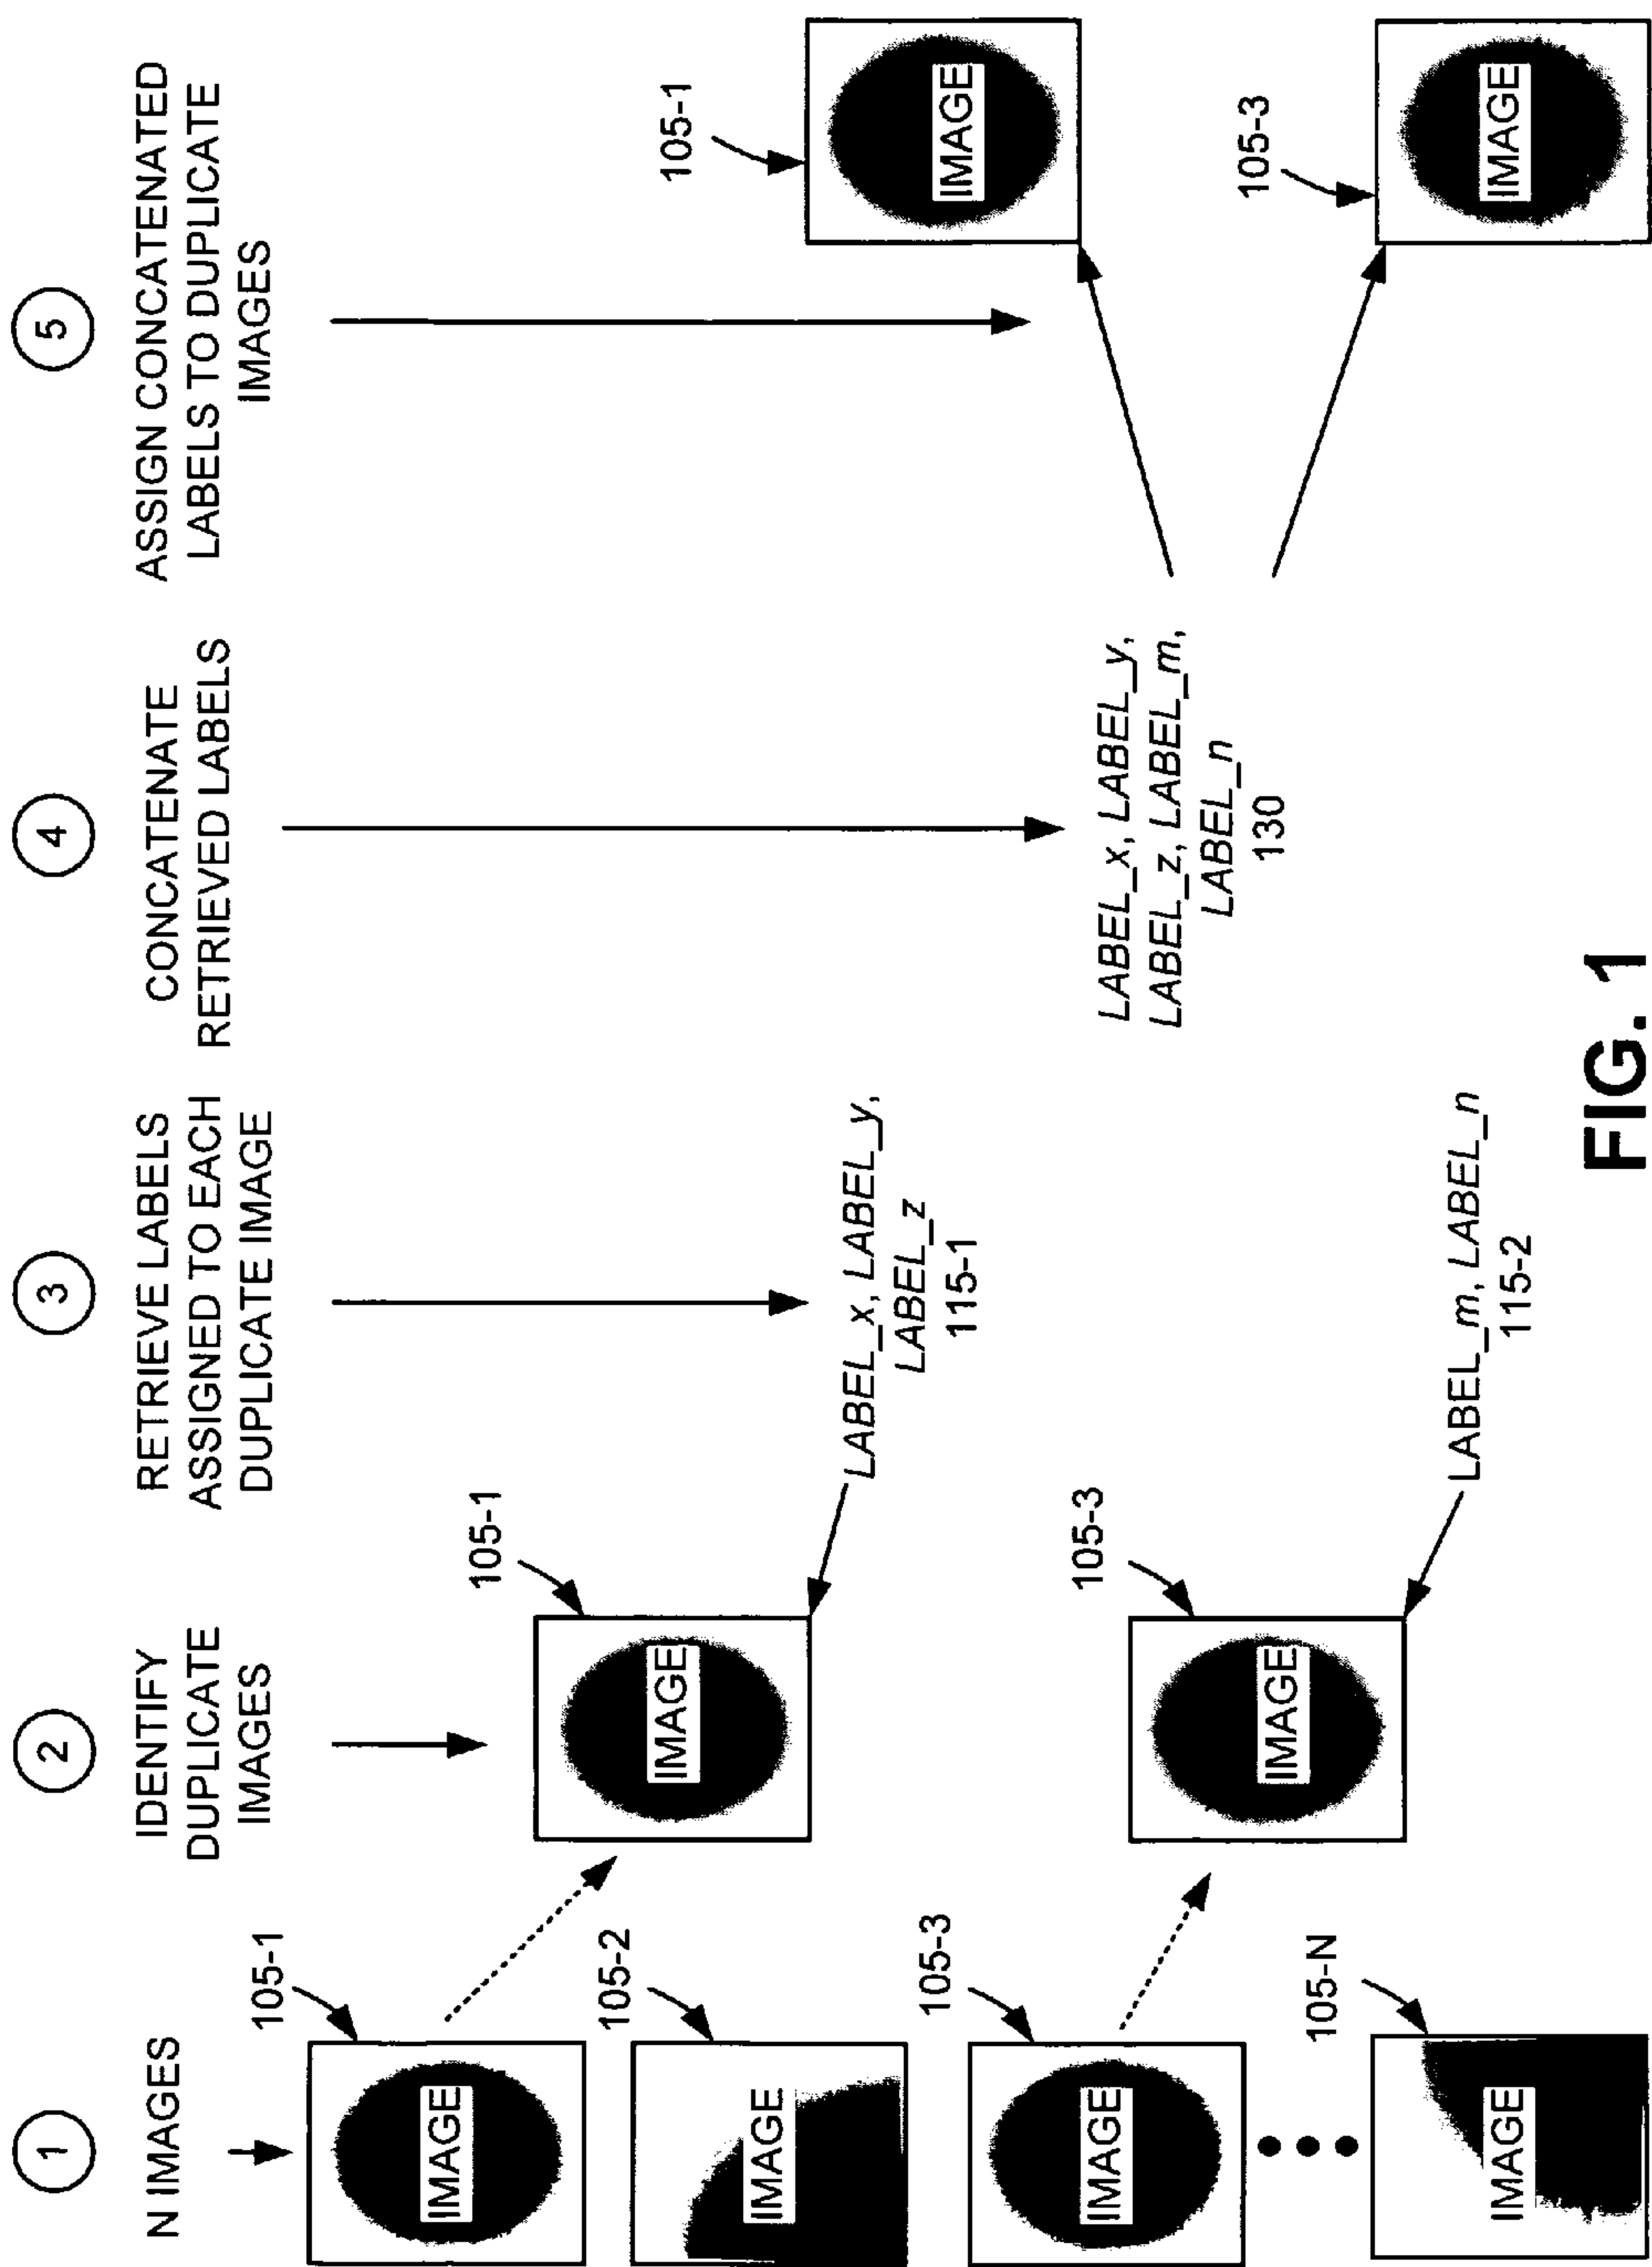 1
N IMAGES
105-1
IMAGE
105-2
IMAGE
105-3
IMAGE
105-N
IMAGE
2
IDENTIFY
DUPLICATE
IMAGES
105-1
IMAGE
105-3
IMAGE
3
RETRIEVE LABELS
ASSIGNED TO EACH
DUPLICATE IMAGE
LABEL_x, LABEL_y,
LABEL_z
115-1
LABEL_m, LABEL_n
115-2
4
CONCATENATE
RETRIEVED LABELS
LABEL_x, LABEL_y,
LABEL_z, LABEL_m,
LABEL_n
130
5
ASSIGN CONCATENATED
LABELS TO DUPLICATE
IMAGES
105-1
IMAGE
105-3
IMAGE
FIG. 1